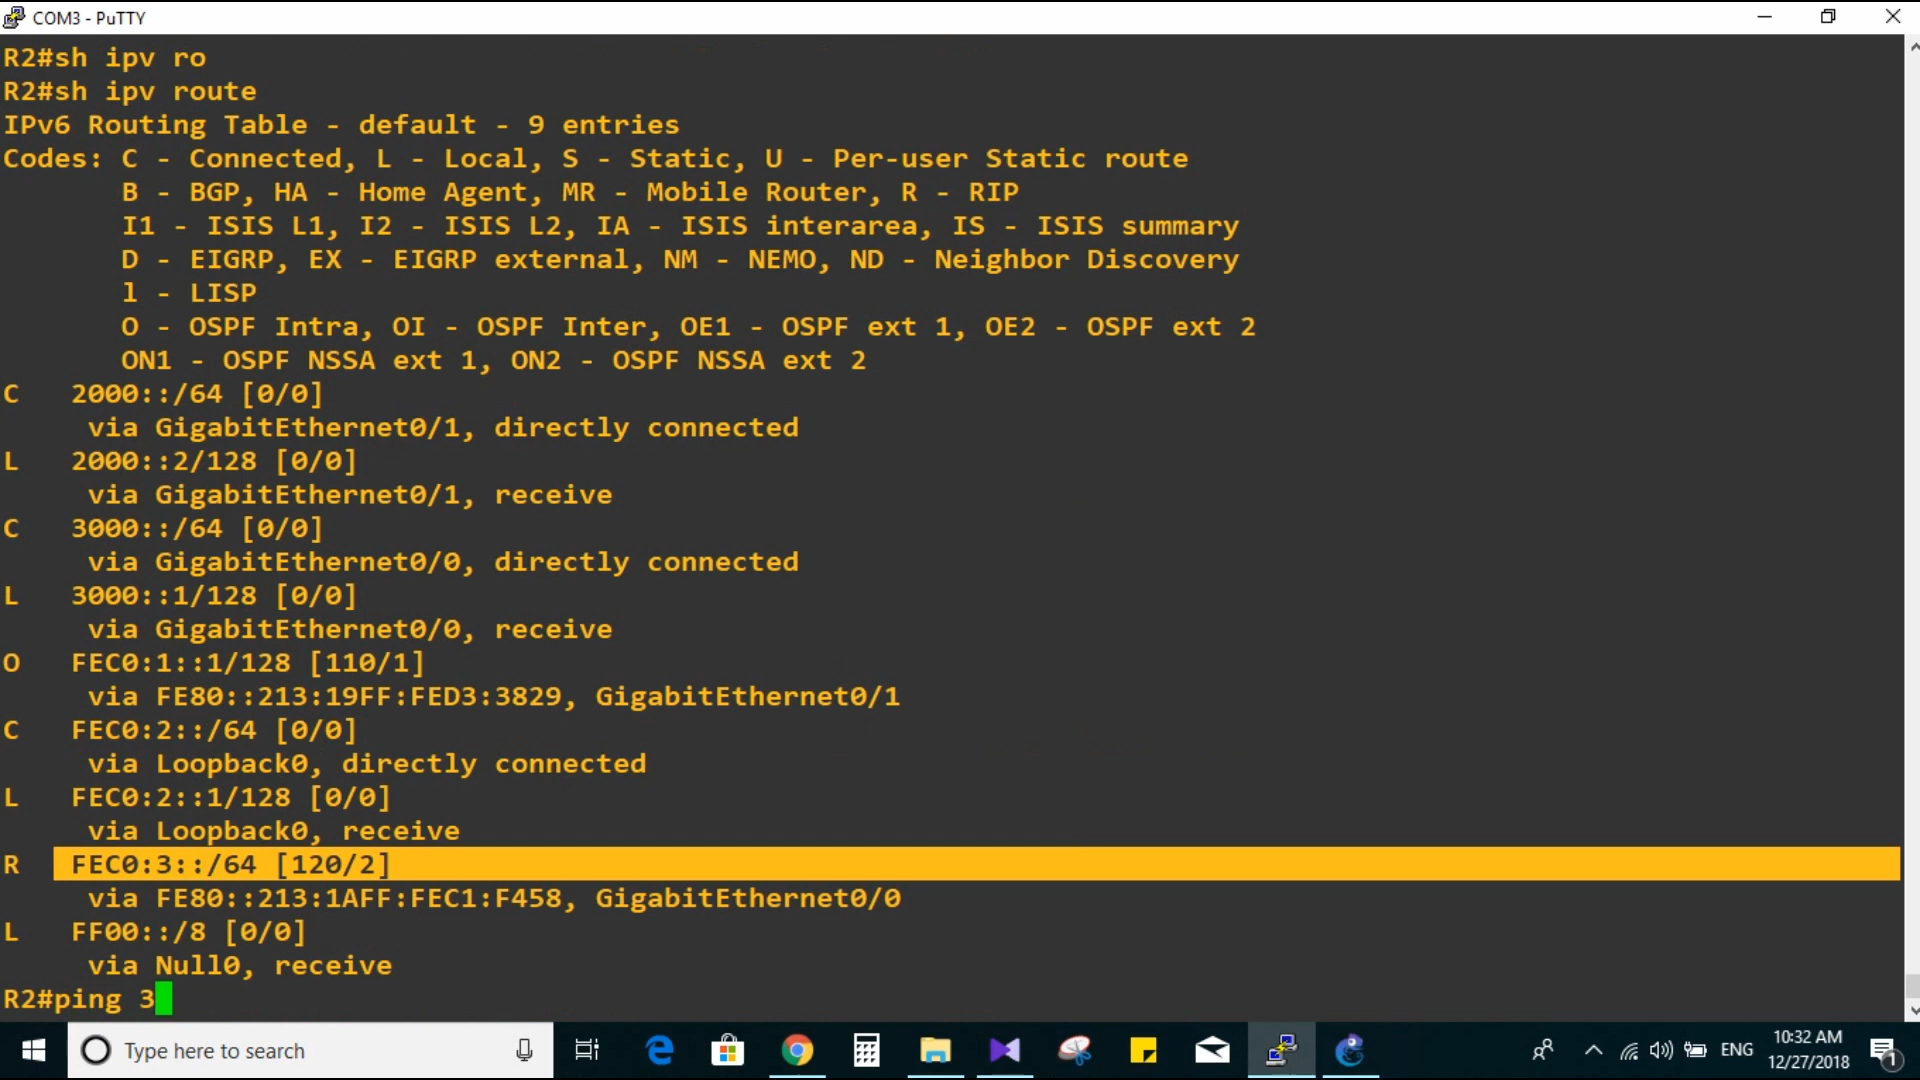 COM3 - PuTTY
R2#sh ipv ro
R2#sh ipv route
IPv6 Routing Table - default - 9 entries
Codes: C - Connected, L - Local, S - Static, U - Per-user Static route
       B - BGP, HA - Home Agent, MR - Mobile Router, R - RIP
       I1 - ISIS L1, I2 - ISIS L2, IA - ISIS interarea, IS - ISIS summary
       D - EIGRP, EX - EIGRP external, NM - NEMO, ND - Neighbor Discovery
       l - LISP
       O - OSPF Intra, OI - OSPF Inter, OE1 - OSPF ext 1, OE2 - OSPF ext 2
       ON1 - OSPF NSSA ext 1, ON2 - OSPF NSSA ext 2
C   2000::/64 [0/0]
     via GigabitEthernet0/1, directly connected
L   2000::2/128 [0/0]
     via GigabitEthernet0/1, receive
C   3000::/64 [0/0]
     via GigabitEthernet0/0, directly connected
L   3000::1/128 [0/0]
     via GigabitEthernet0/0, receive
O   FEC0:1::1/128 [110/1]
     via FE80::213:19FF:FED3:3829, GigabitEthernet0/1
C   FEC0:2::/64 [0/0]
     via Loopback0, directly connected
L   FEC0:2::1/128 [0/0]
     via Loopback0, receive
R   FEC0:3::/64 [120/2]
     via FE80::213:1AFF:FEC1:F458, GigabitEthernet0/0
L   FF00::/8 [0/0]
     via Null0, receive
R2#ping 3
Type here to search
ENG
10:32 AM
12/27/2018
1